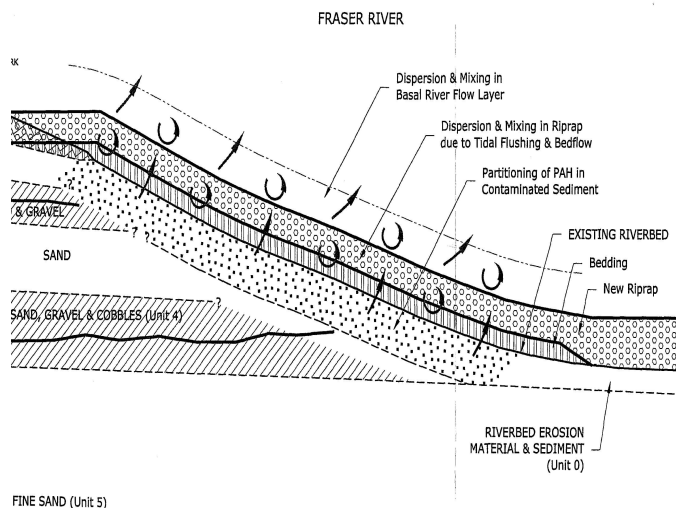 FRASER RIVER
RK
Dispersion & Mixing in
Basal River Flow Layer
Dispersion & Mixing in Riprap
due to Tidal Flushing & Bedflow
Partitioning of PAH in
Contaminated Sediment
& GRAVEL
?
?
EXISTING RIVERBED
SAND
Bedding
New Riprap
?
SAND, GRAVEL & COBBLES (Unit 4)
RIVERBED EROSION
MATERIAL & SEDIMENT
(Unit 0)
FINE SAND (Unit 5)